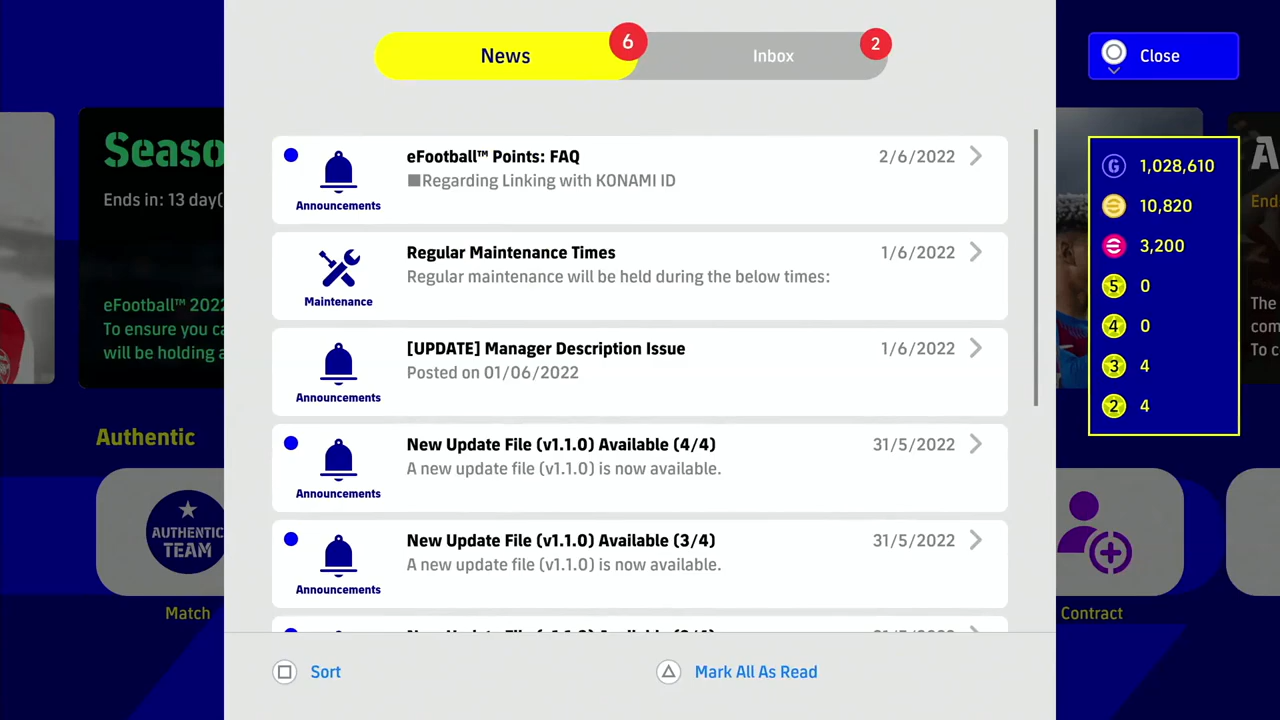 News
6
Inbox
2
Close
eFootball™ Points: FAQ
2/6/2022
■Regarding Linking with KONAMI ID
Announcements
Regular Maintenance Times
1/6/2022
Regular maintenance will be held during the below times:
Maintenance
[UPDATE] Manager Description Issue
1/6/2022
Posted on 01/06/2022
Announcements
New Update File (v1.1.0) Available (4/4)
31/5/2022
A new update file (v1.1.0) is now available.
Announcements
New Update File (v1.1.0) Available (3/4)
31/5/2022
A new update file (v1.1.0) is now available.
Announcements
Sort
Mark All As Read
G 1,028,610
10,820
3,200
5 0
4 0
3 4
2 4
Seaso
Ends in: 13 day(
eFootball™ 2022
To ensure you ca
will be holding a
Authentic
AUTHENTIC
TEAM
Match
Contract
A
End
The
com
To c